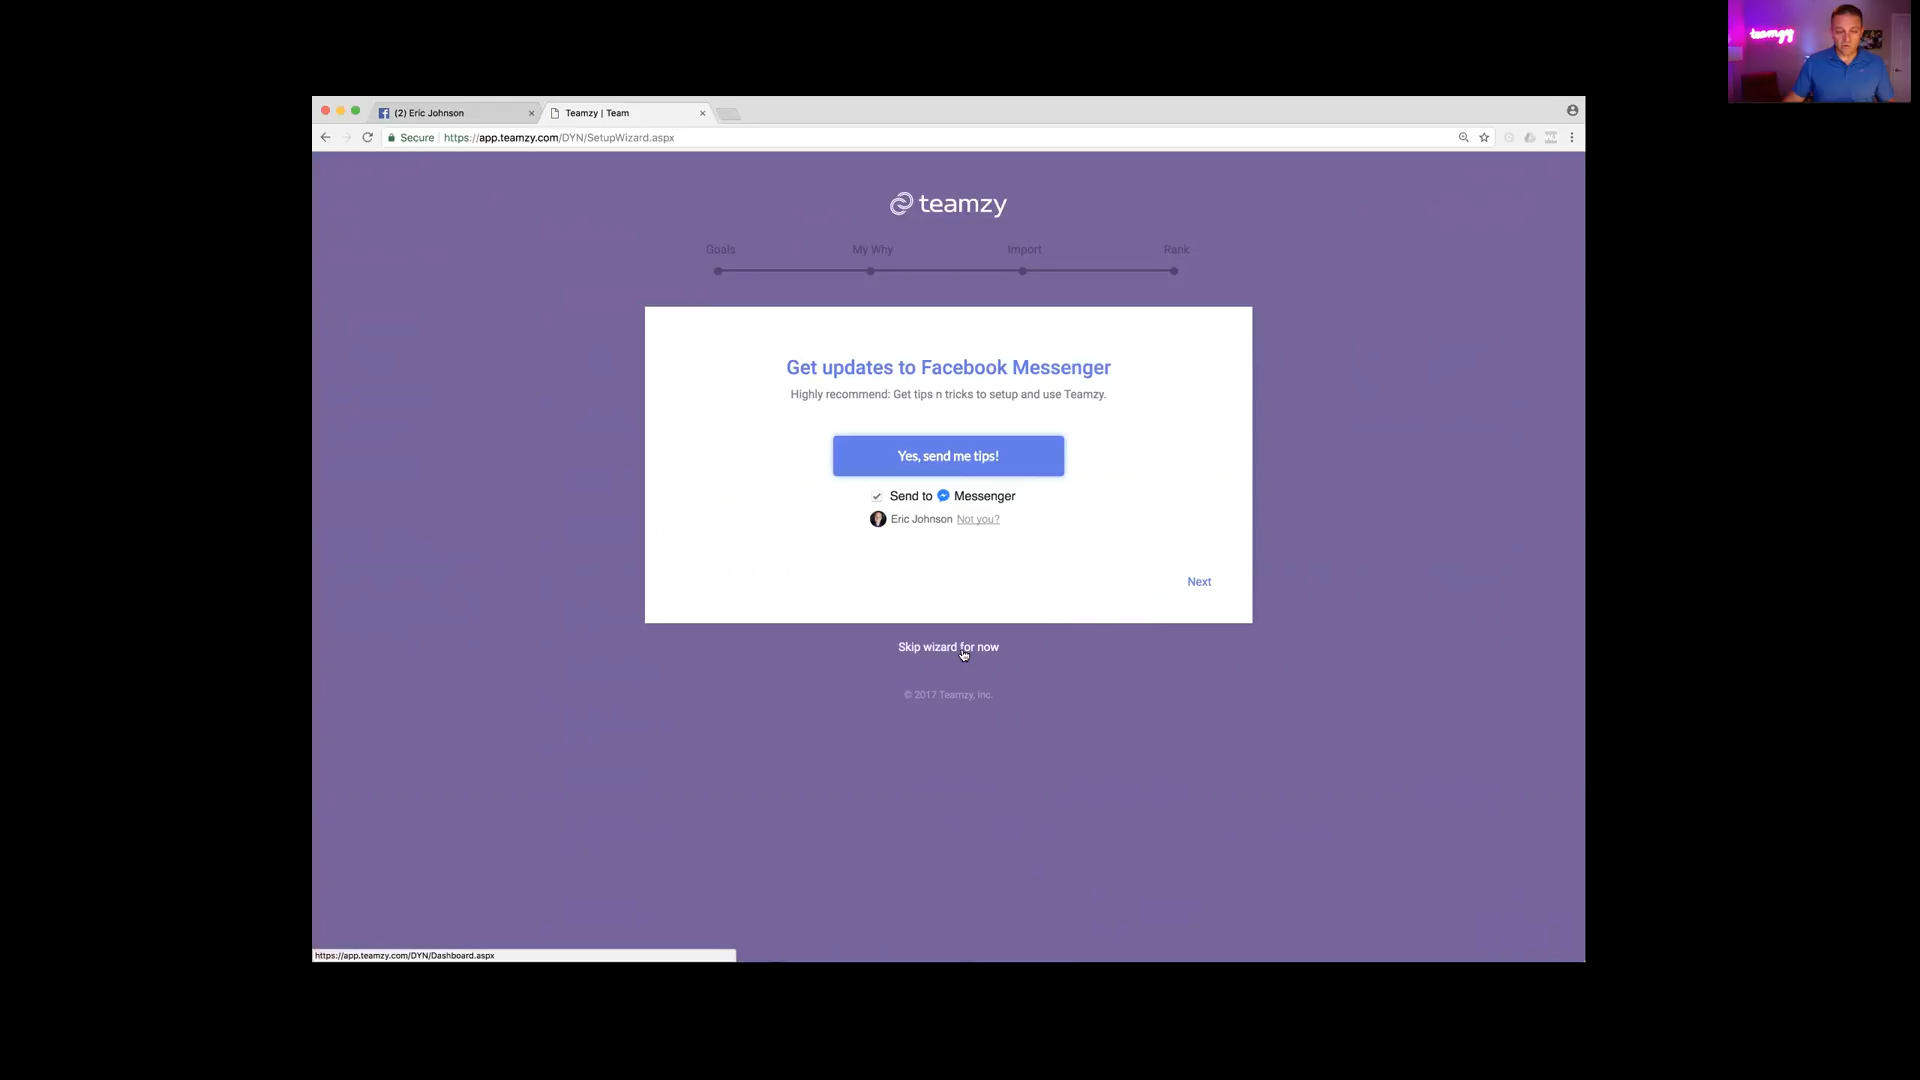 teamzy
(2) Eric Johnson
Teamzy | Team
Secure
https://app.teamzy.com/DYN/SetupWizard.aspx
teamzy
Goals
My Why
Import
Rank
Get updates to Facebook Messenger
Highly recommend: Get tips n tricks to setup and use Teamzy.
Yes, send me tips!
Send to Messenger
Eric Johnson Not you?
Next
Skip wizard for now
© 2017 Teamzy, Inc.
https://app.teamzy.com/DYN/Dashboard.aspx